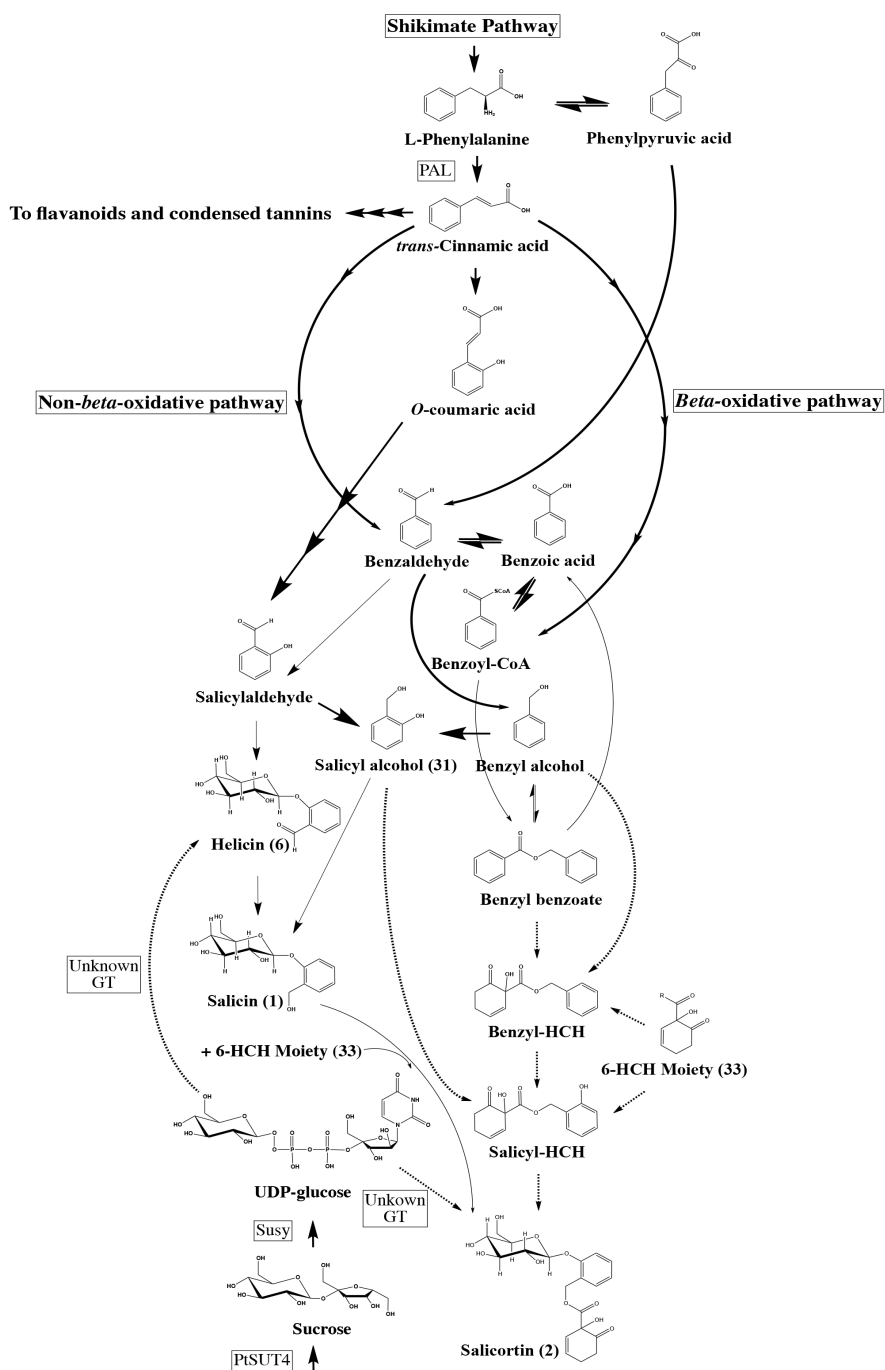 Shikimate Pathway
L-Phenylalanine
Phenylpyruvic acid
PAL
To flavanoids and condensed tannins
trans-Cinnamic acid
Non-beta-oxidative pathway
O-coumaric acid
Beta-oxidative pathway
Benzaldehyde
Benzoic acid
SCoA
Benzoyl-CoA
Salicylaldehyde
Salicyl alcohol (31)
Benzyl alcohol
Helicin (6)
Benzyl benzoate
Unknown
GT
Salicin (1)
Benzyl-HCH
+ 6-HCH Moiety (33)
6-HCH Moiety (33)
Salicyl-HCH
UDP-glucose
Unkown
GT
Susy
Sucrose
Salicortin (2)
PtSUT4